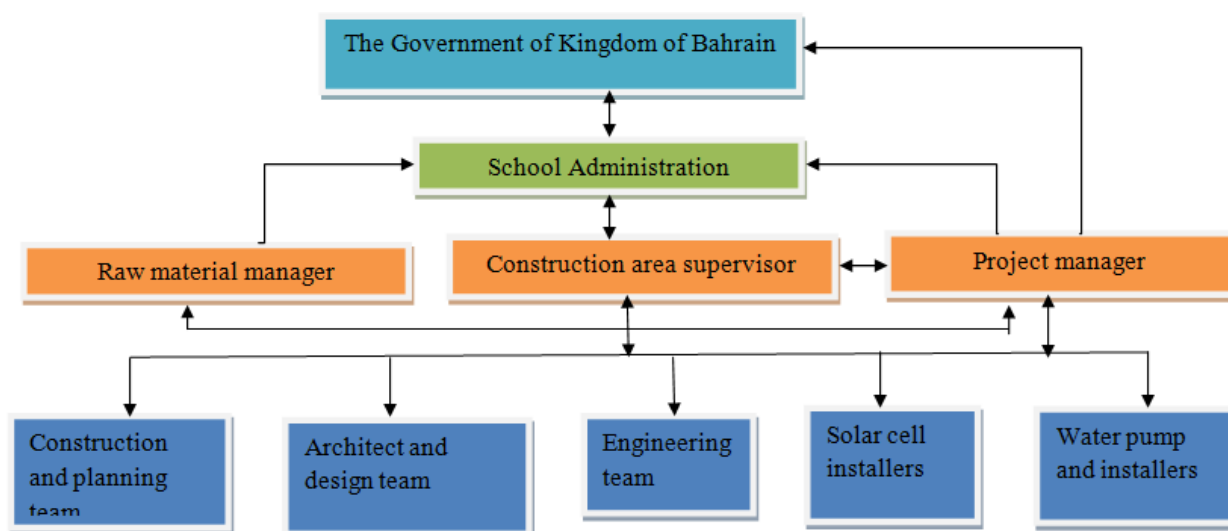 The Government of Kingdom of Bahrain
School Administration
Raw material manager
Construction area supervisor
Project manager
Construction
and planning
team
Architect and
design team
Engineering
team
Solar cell
installers
Water pump
and installers